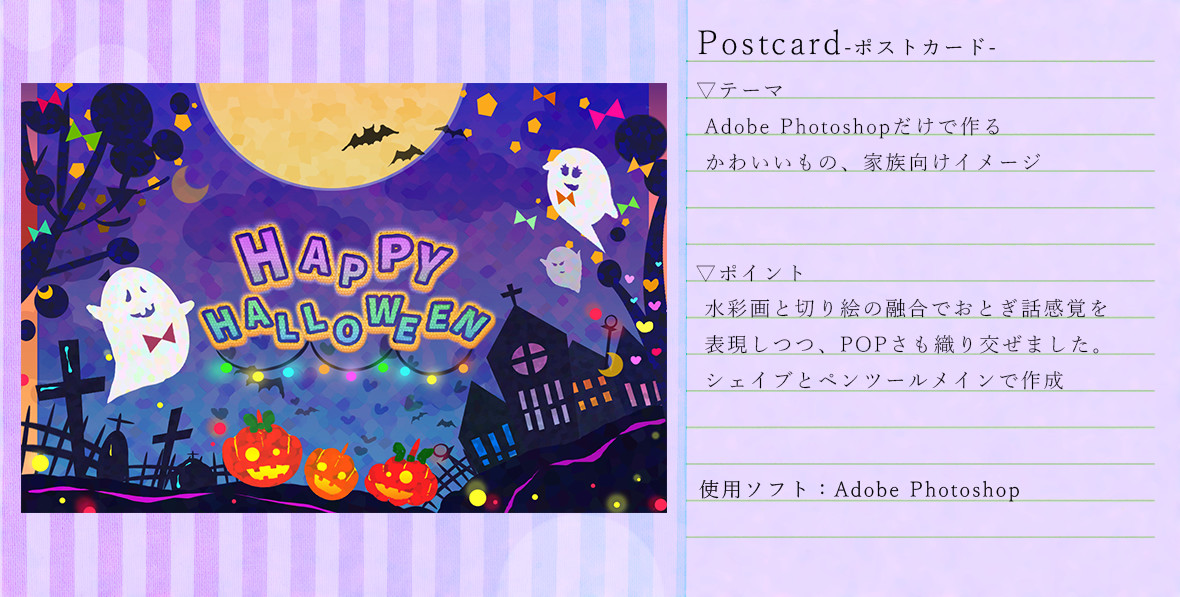 HAPPY
HALLOWEEN
Postcard-ポストカード-
▽テーマ
Adobe Photoshopだけで作る
かわいいもの、家族向けイメージ
▽ポイント
水彩画と切り絵の融合でおとぎ話感覚を
表現しつつ、POPさも織り交ぜました。
シェイブとペンツールメインで作成
使用ソフト：Adobe Photoshop